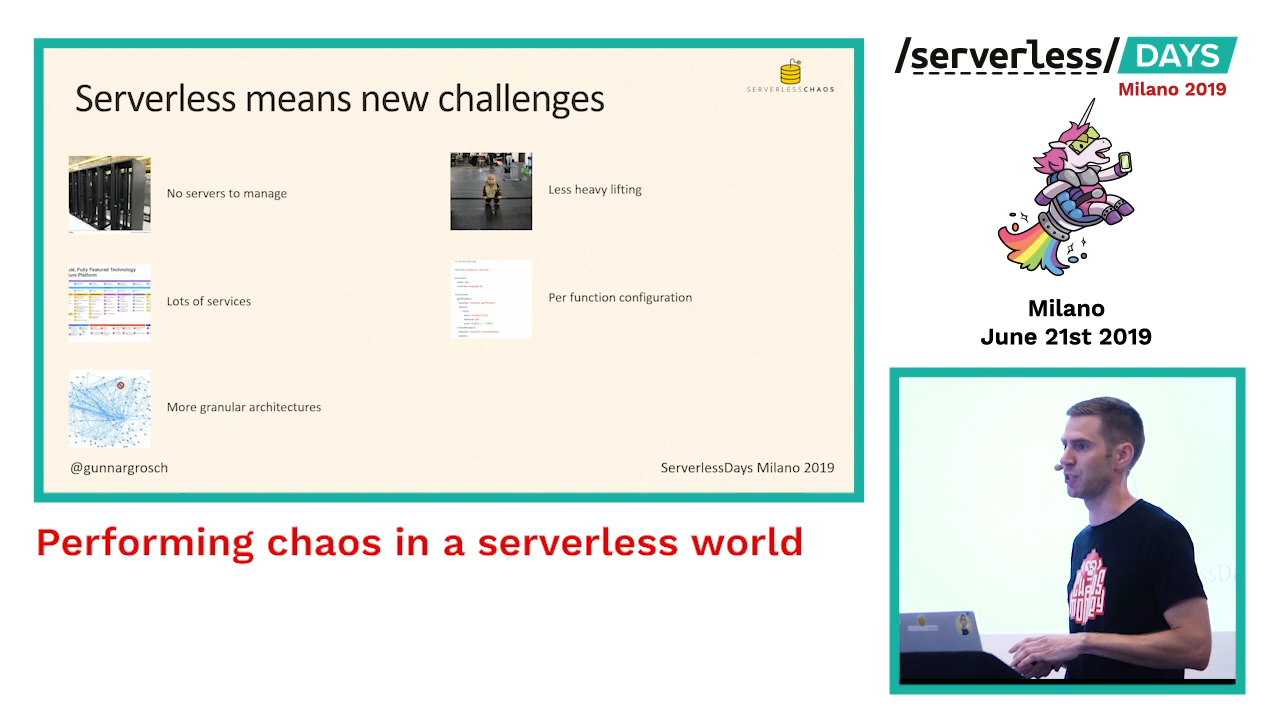 Serverless means new challenges
SERVERLESSCHAOS
No servers to manage
Less heavy lifting
Lots of services
Per function configuration
More granular architectures
@gunnargrosch
ServerlessDays Milano 2019
Performing chaos in a serverless world
/serverless/DAYS
Milano 2019
Milano
June 21st 2019